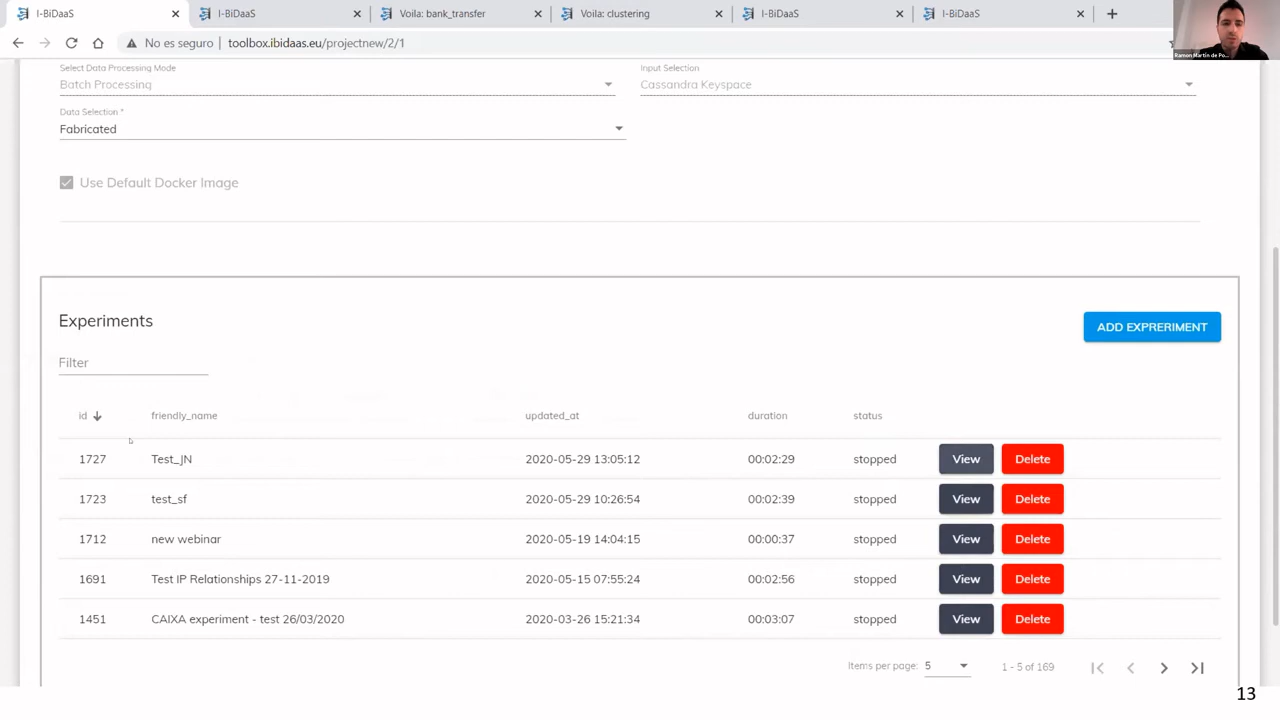 I-BiDaaS
I-BiDaaS
Voila: bank_transfer
Voila: clustering
I-BiDaaS
I-BiDaaS
No es seguro
toolbox.ibidaas.eu/projectnew/2/1
Ramon Martín de Po...
Select Data Processing Mode
Input Selection
Batch Processing
Cassandra Keyspace
Data Selection *
Fabricated
Use Default Docker Image
Experiments
ADD EXPRERIMENT
Filter
id friendly_name updated_at duration status
1727 Test_JN 2020-05-29 13:05:12 00:02:29 stopped View Delete
1723 test_sf 2020-05-29 10:26:54 00:02:39 stopped View Delete
1712 new webinar 2020-05-19 14:04:15 00:00:37 stopped View Delete
1691 Test IP Relationships 27-11-2019 2020-05-15 07:55:24 00:02:56 stopped View Delete
1451 CAIXA experiment - test 26/03/2020 2020-03-26 15:21:34 00:03:07 stopped View Delete
Items per page: 5 1 - 5 of 169
13